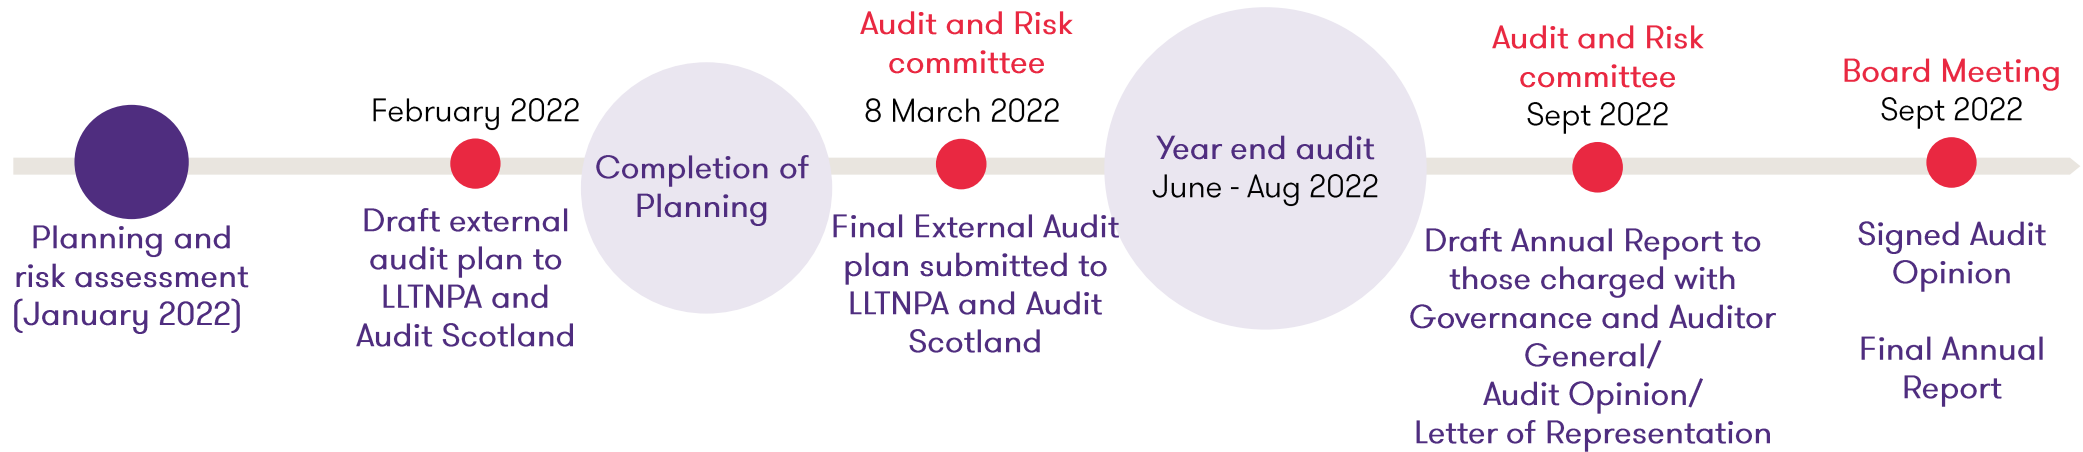 Planning and
risk assessment
(January 2022)
February 2022
Draft external
audit plan to
LLTNPA and
Audit Scotland
Completion of
Planning
Audit and Risk
committee
8 March 2022
Final External Audit
plan submitted to
LLTNPA and Audit
Scotland
Year end audit
June - Aug 2022
Audit and Risk
committee
Sept 2022
Draft Annual Report to
those charged with
Governance and Auditor
General/
Audit Opinion/
Letter of Representation
Board Meeting
Sept 2022
Signed Audit
Opinion
Final Annual
Report